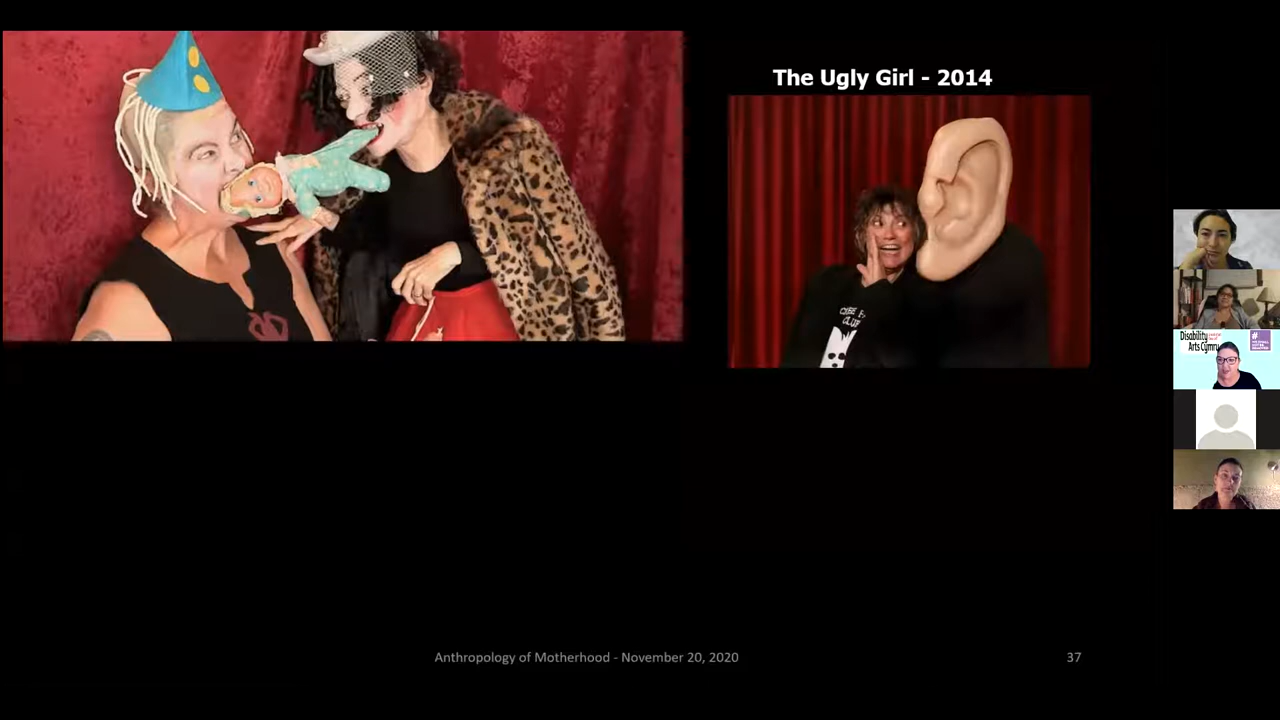 The Ugly Girl - 2014
Disability
Arts Cymru
Anthropology of Motherhood - November 20, 2020
37